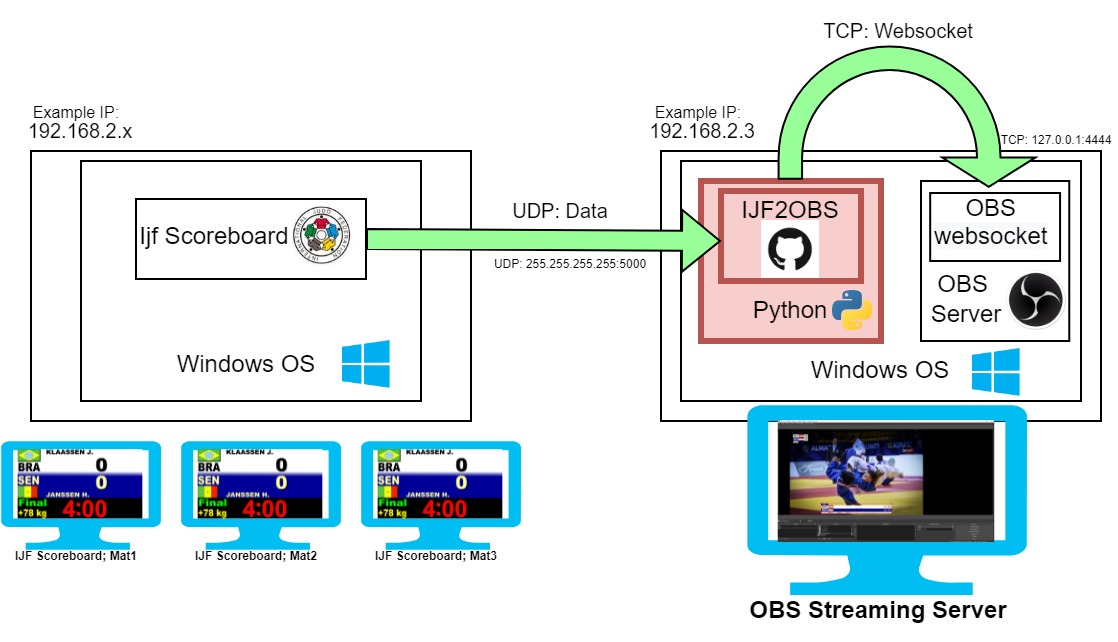 TCP: Websocket
Example IP:
192.168.2.x
Example IP:
192.168.2.3
TCP: 127.0.0.1:4444
Ijf Scoreboard
INTERNATIONAL JUDO FEDERATION
UDP: Data
UDP: 255.255.255.255:5000
IJF2OBS
Python
OBS
websocket
OBS
Server
Windows OS
Windows OS
KLAASSEN J.
BRA 0
SEN 0
JANSSEN H.
Final
+78 kg
4:00
KLAASSEN J.
BRA 0
SEN 0
JANSSEN H.
Final
+78 kg
4:00
KLAASSEN J.
BRA 0
SEN 0
JANSSEN H.
Final
+78 kg
4:00
IJF Scoreboard; Mat1
IJF Scoreboard; Mat2
IJF Scoreboard; Mat3
OBS Streaming Server